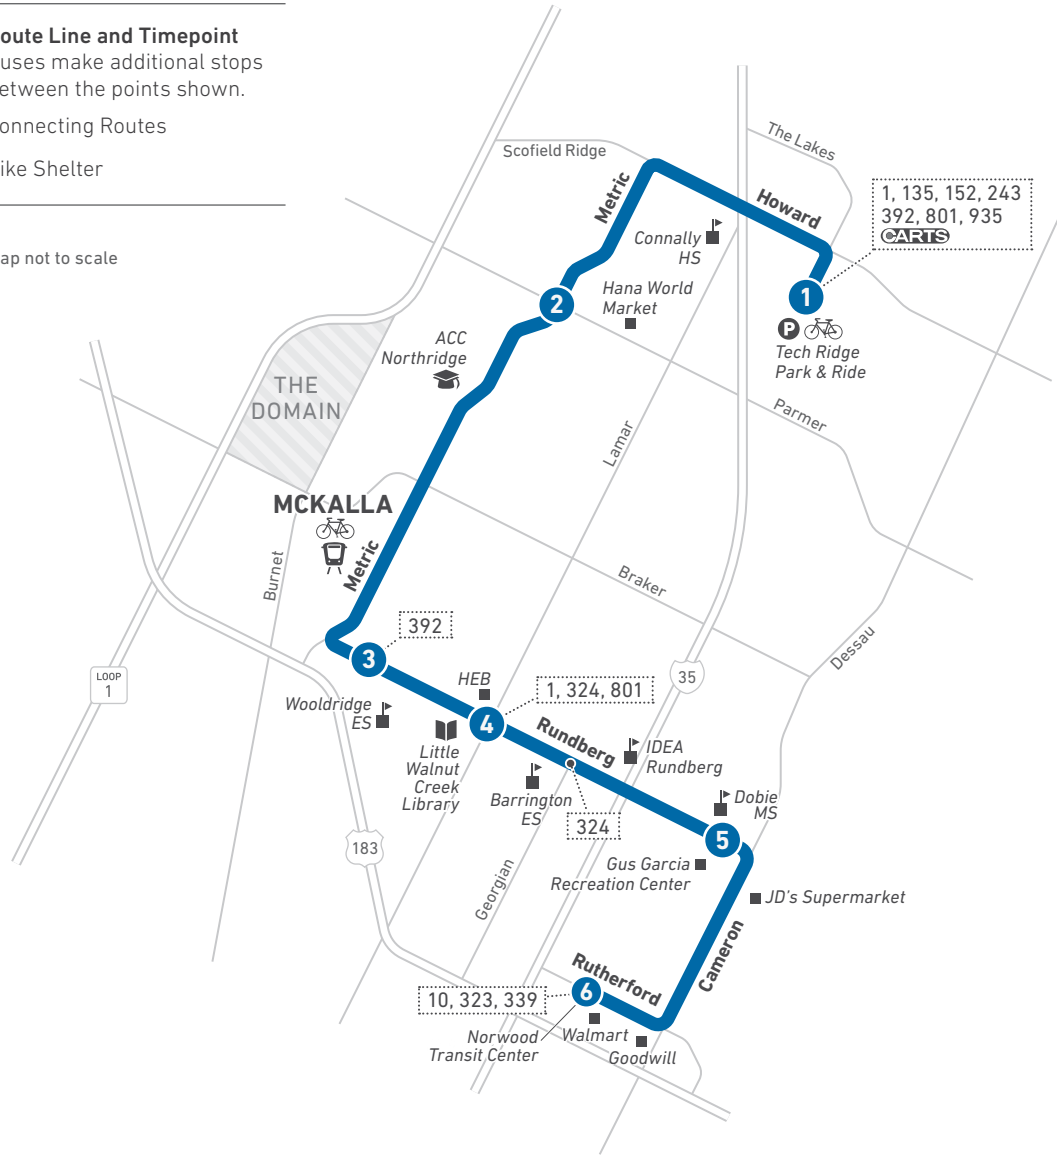 oute Line and Timepoint
uses make additional stops
etween the points shown.
onnecting Routes
ike Shelter
ap not to scale
Scofield Ridge
The Lakes
Metric
Howard
1, 135, 152, 243
392, 801, 935
CARTS
Connally
HS
Hana World
Market
1
2
P
Tech Ridge
Park & Ride
ACC
Northridge
THE
DOMAIN
Parmer
Lamar
MCKALLA
Metric
Burnet
Braker
Dessau
392
3
LOOP
1
35
HEB
1, 324, 801
Wooldridge
ES
4
Rundberg
IDEA
Rundberg
Little
Walnut
Creek
Library
Barrington
ES
324
Dobie
MS
5
183
Gus Garcia
Recreation Center
Georgian
JD's Supermarket
Cameron
Rutherford
6
10, 323, 339
Norwood
Transit Center
Walmart
Goodwill